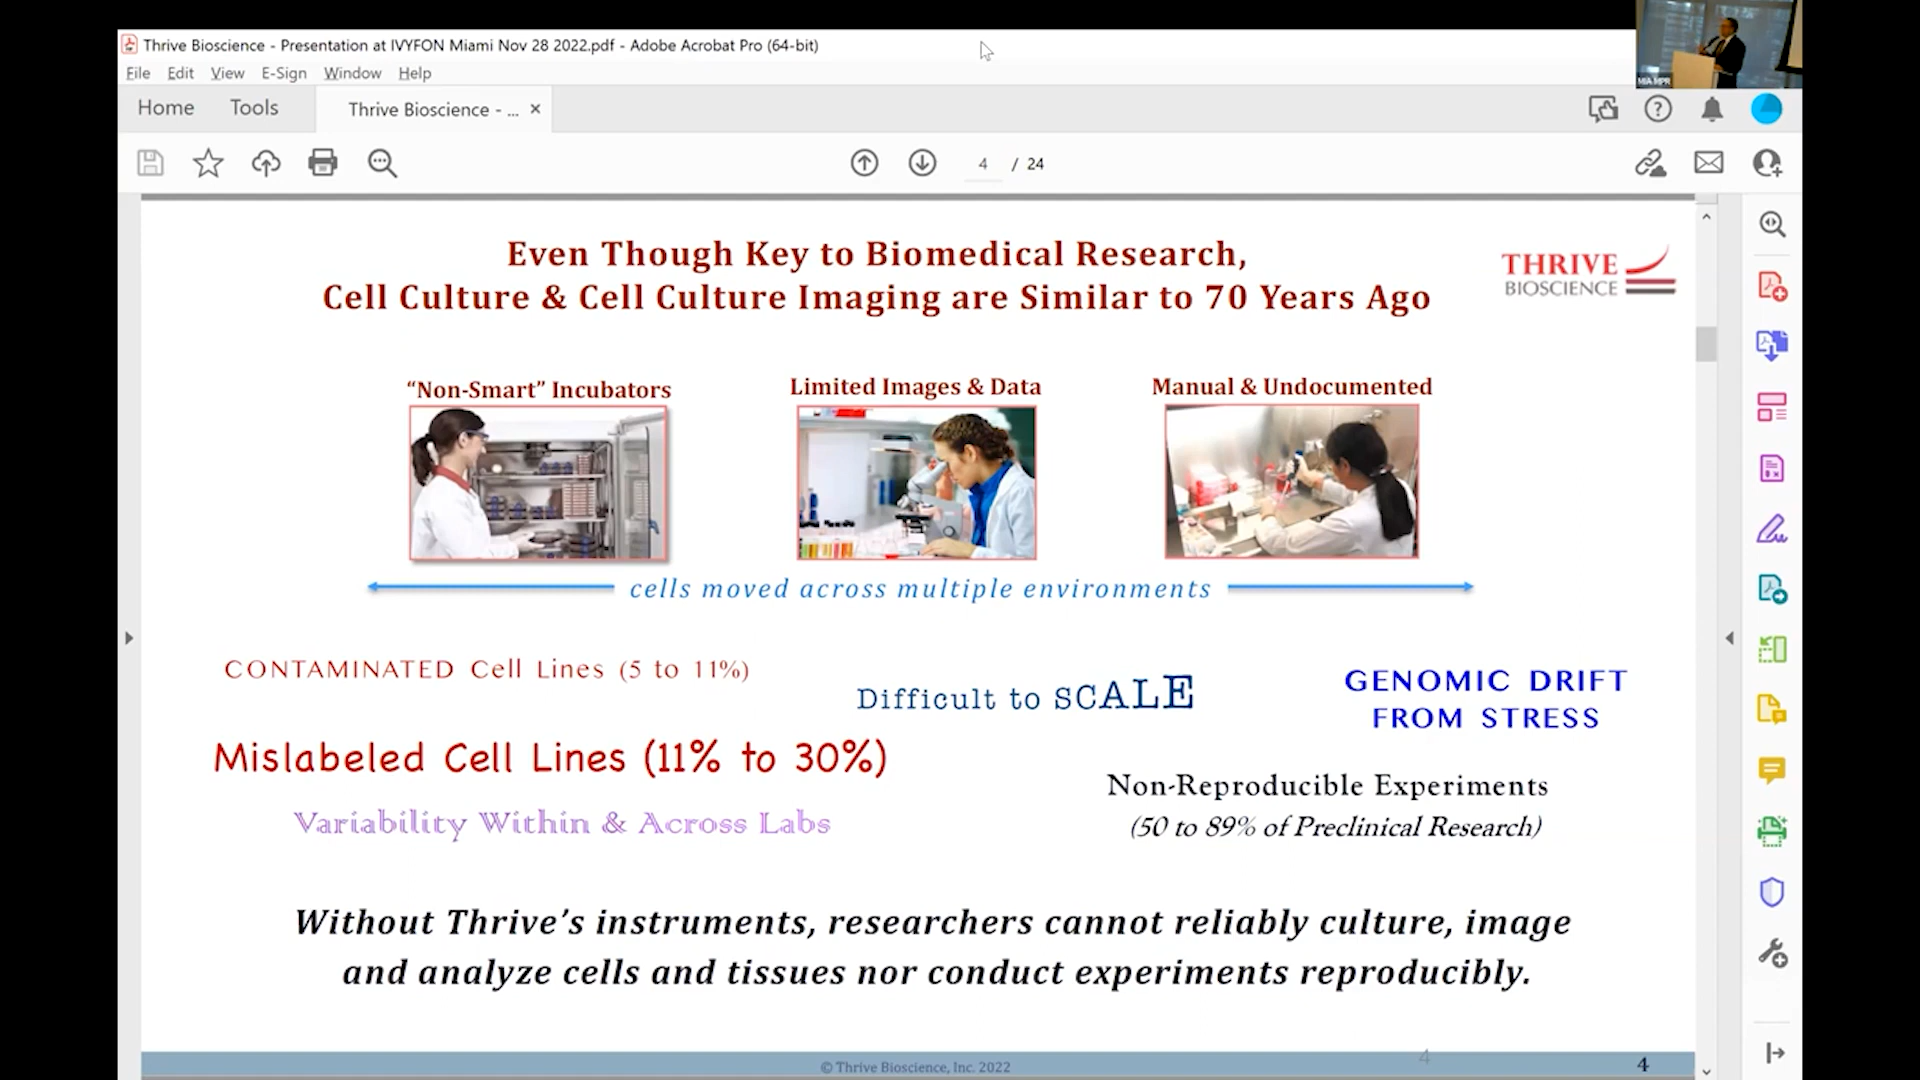 Thrive Bioscience - Presentation at IVYFON Miami Nov 28 2022.pdf - Adobe Acrobat Pro (64-bit)
File Edit View E-Sign Window Help
Home Tools Thrive Bioscience - ... ×
4 / 24
MIA MPR
Even Though Key to Biomedical Research,
Cell Culture & Cell Culture Imaging are Similar to 70 Years Ago
THRIVE
BIOSCIENCE
“Non-Smart” Incubators
Limited Images & Data
Manual & Undocumented
cells moved across multiple environments
CONTAMINATED Cell Lines (5 to 11%)
Difficult to SCALE
GENOMIC DRIFT
FROM STRESS
Mislabeled Cell Lines (11% to 30%)
Variability Within & Across Labs
Non-Reproducible Experiments
(50 to 89% of Preclinical Research)
Without Thrive’s instruments, researchers cannot reliably culture, image
and analyze cells and tissues nor conduct experiments reproducibly.
© Thrive Bioscience, Inc. 2022
4
4